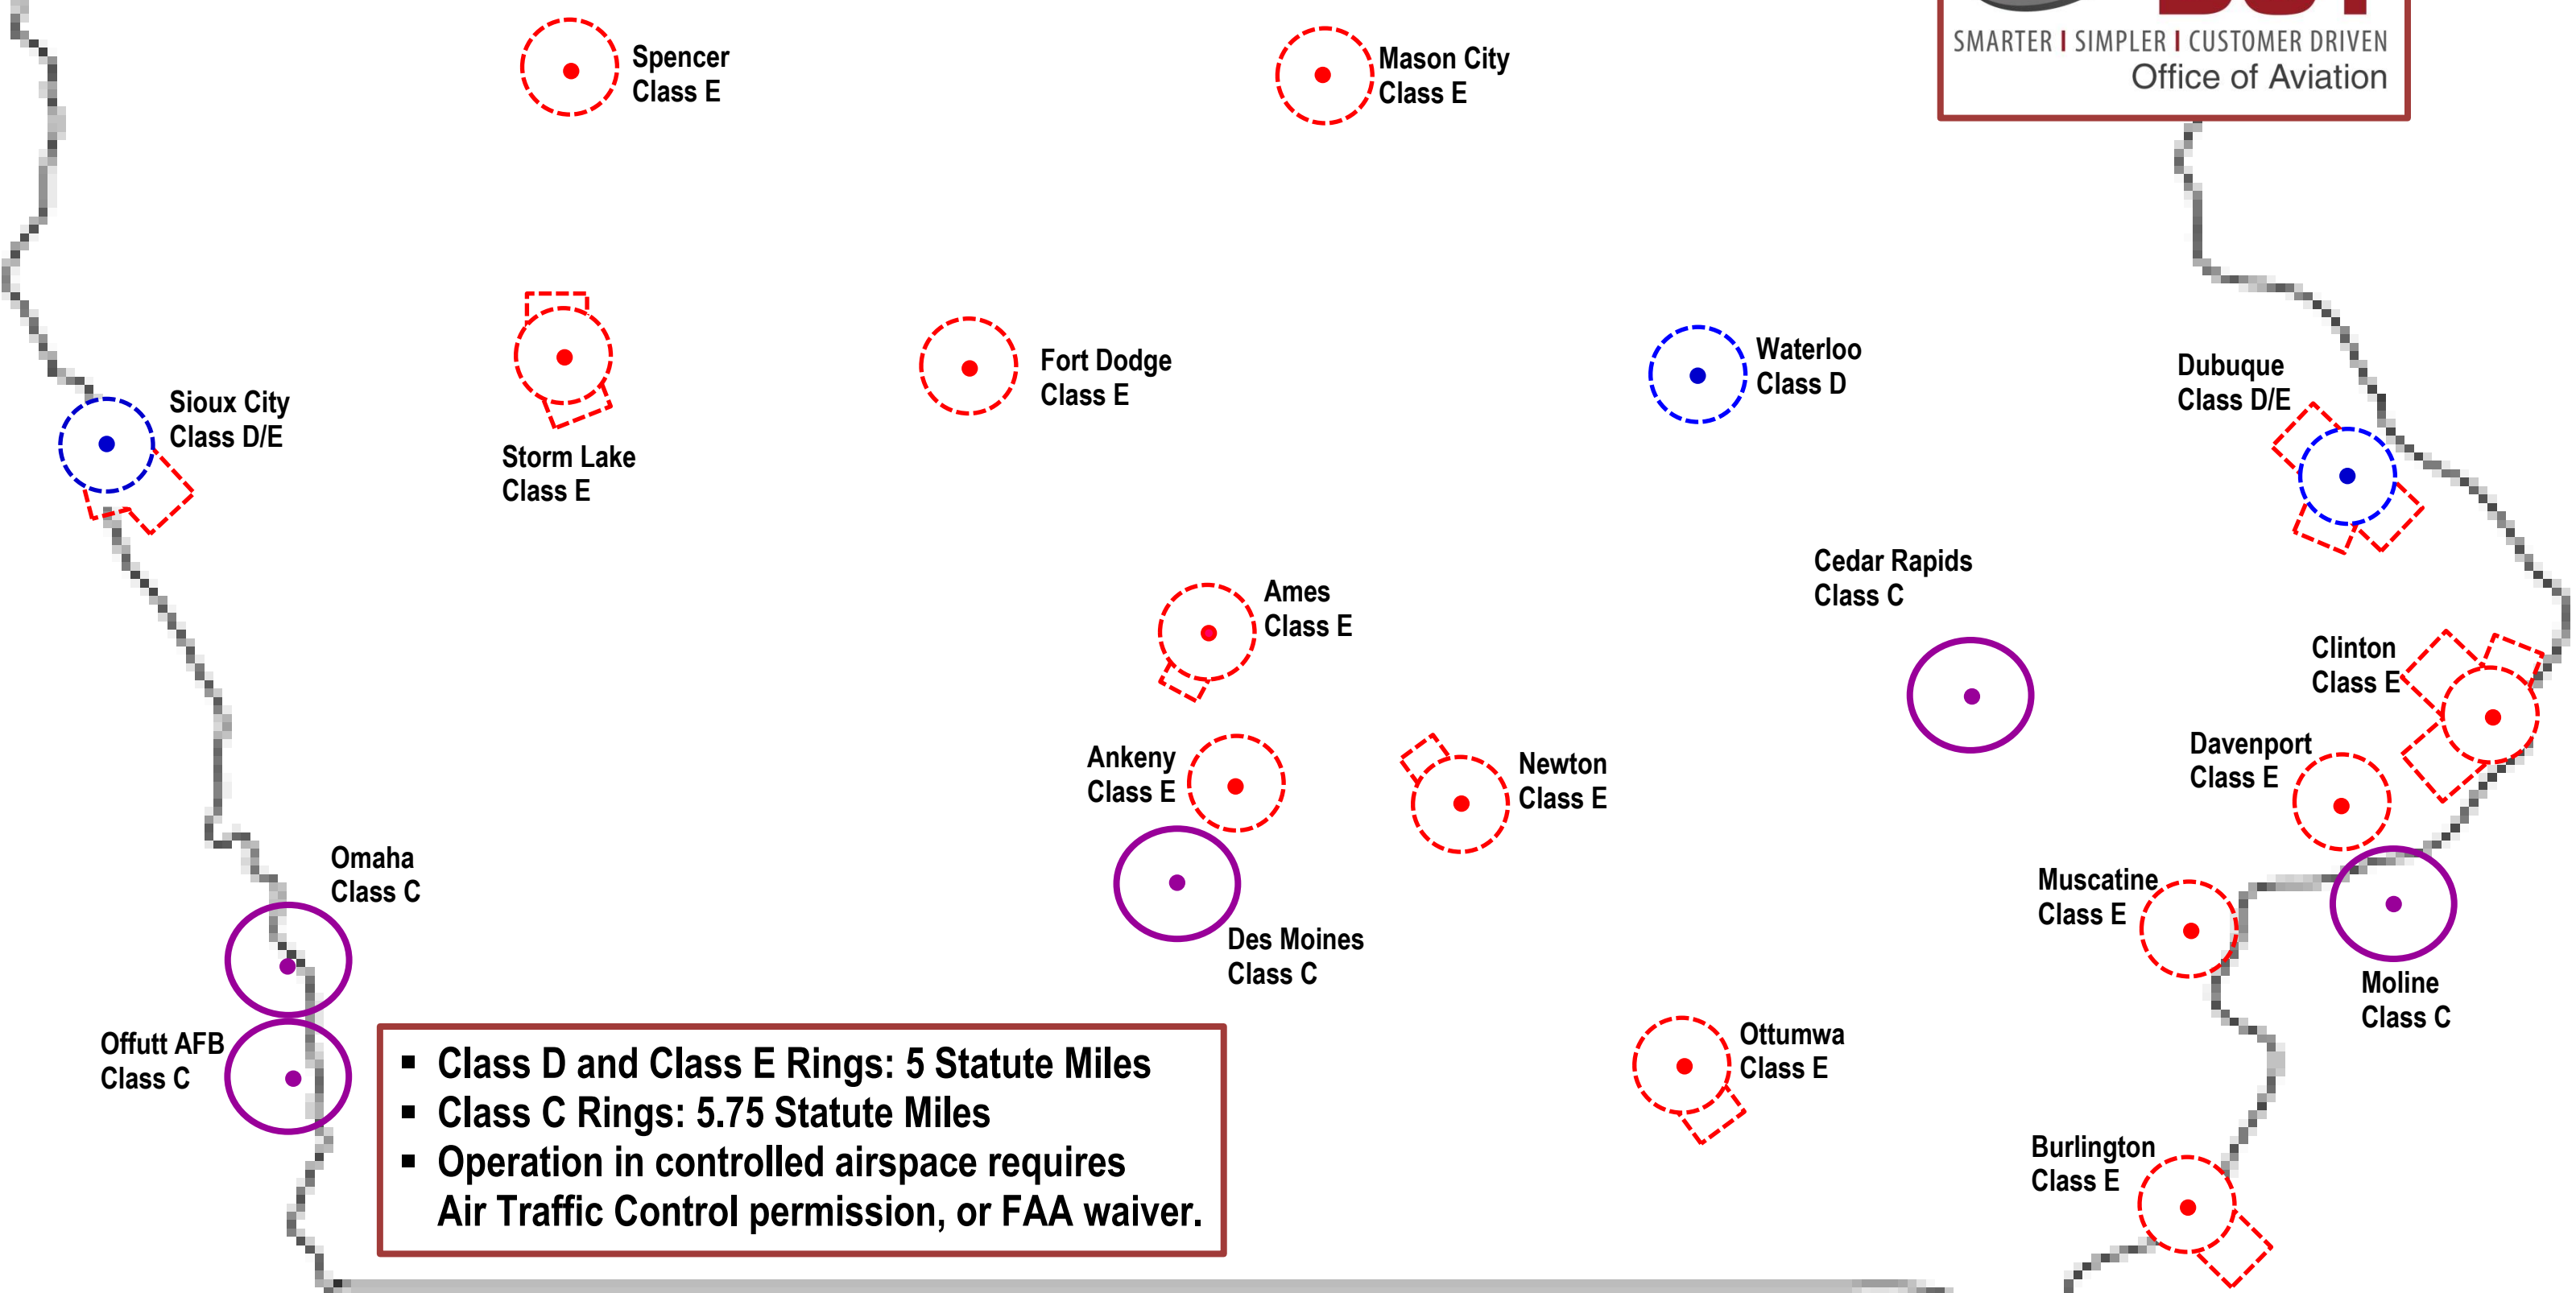 SMARTER I SIMPLER I CUSTOMER DRIVEN
Office of Aviation
Spencer
Class E
Mason City
Class E
Sioux City
Class D/E
Storm Lake
Class E
Fort Dodge
Class E
Waterloo
Class D
Dubuque
Class D/E
Cedar Rapids
Class C
Ames
Class E
Clinton
Class E
Ankeny
Class E
Newton
Class E
Davenport
Class E
Omaha
Class C
Muscatine
Class E
Des Moines
Class C
Moline
Class C
Offutt AFB
Class C
Ottumwa
Class E
Burlington
Class E
▪ Class D and Class E Rings: 5 Statute Miles
▪ Class C Rings: 5.75 Statute Miles
▪ Operation in controlled airspace requires
Air Traffic Control permission, or FAA waiver.